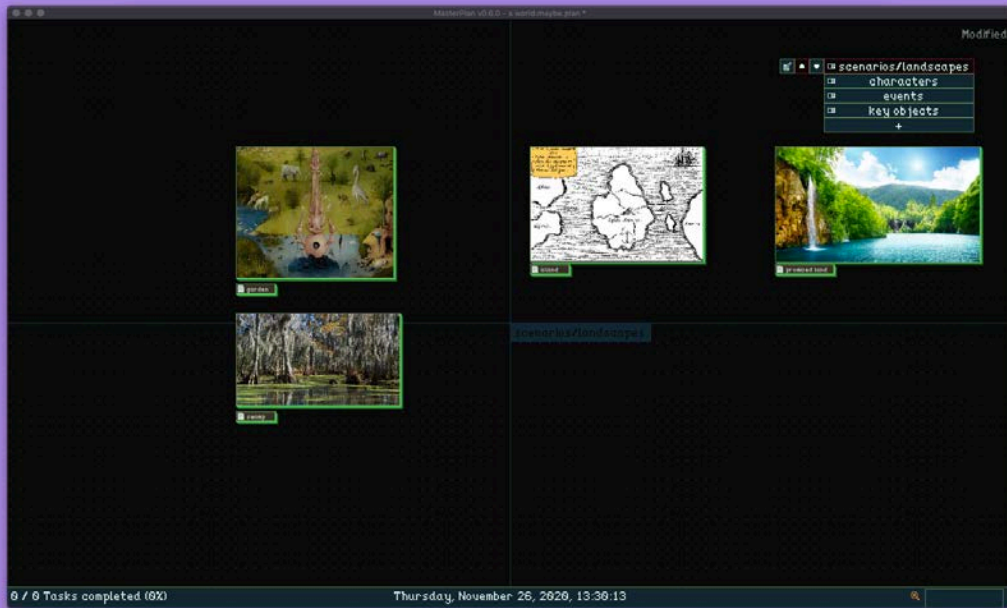 MasterPlan v0.6.0 - a world maybe.plan *
Modified
scenarios/landscapes
characters
events
key objects
+
garden
island
promised land
scenarios/landscapes
swamp
0 / 0 Tasks completed (0%)
Thursday, November 26, 2020, 13:30:13